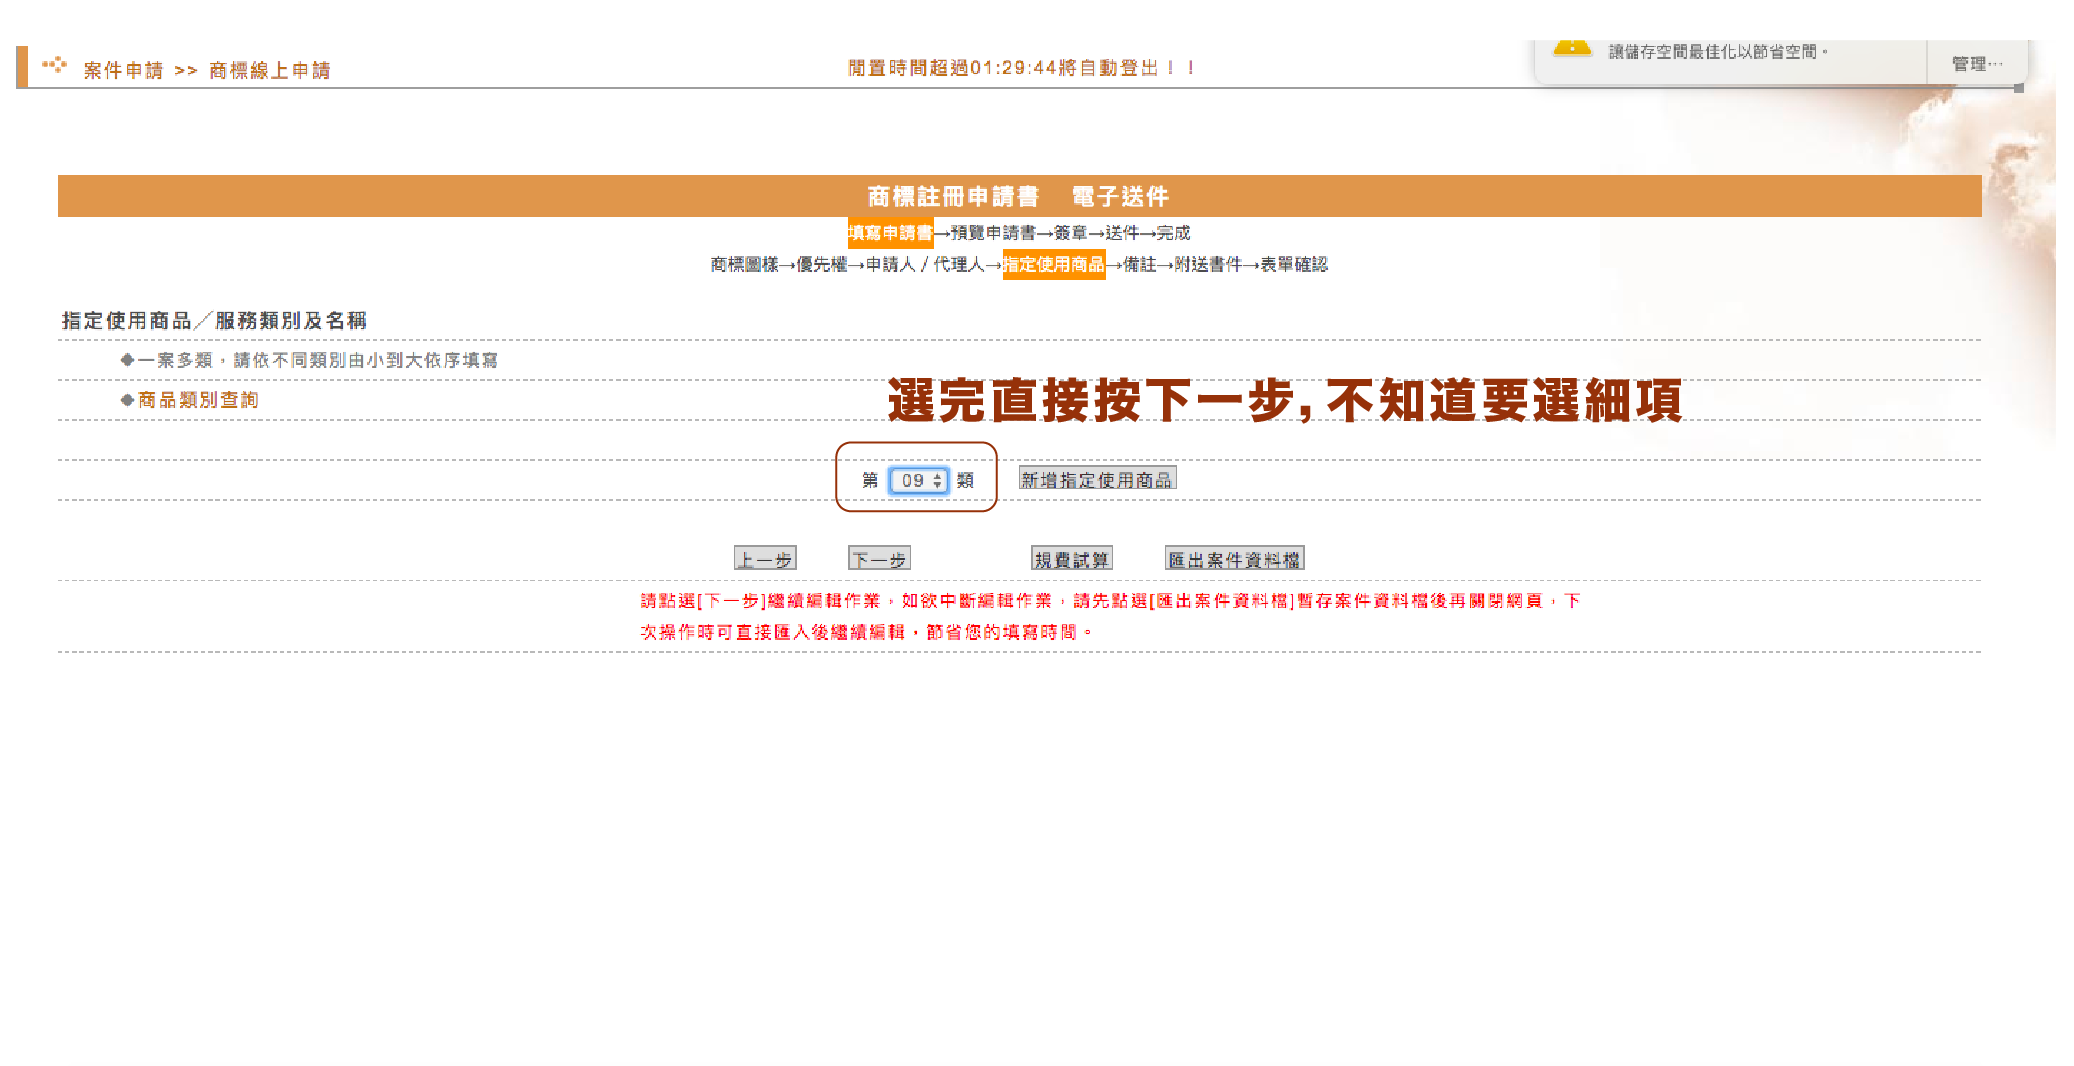 案件申請 >> 商標線上申請
閒置時間超過01:29:44將自動登出！！
讓儲存空間最佳化以節省空間。
管理…
商標註冊申請書 電子送件
填寫申請書→預覽申請書→簽章→送件→完成
商標圖樣→優先權→申請人 / 代理人→指定使用商品→備註→附送書件→表單確認
指定使用商品／服務類別及名稱
◆一案多類，請依不同類別由小到大依序填寫
◆商品類別查詢
選完直接按下一步, 不知道要選細項
第 09 類 新增指定使用商品
上一步 下一步 規費試算 匯出案件資料檔
請點選[下一步]繼續編輯作業，如欲中斷編輯作業，請先點選[匯出案件資料檔]暫存案件資料檔後再關閉網頁，下
次操作時可直接匯入後繼續編輯，節省您的填寫時間。